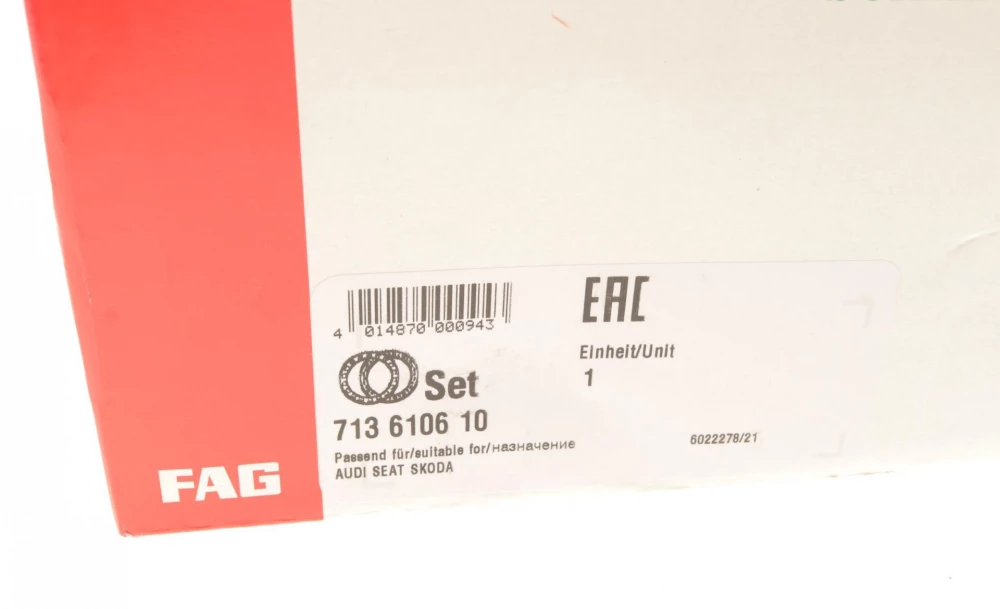 4 014870 000943
EAC
Einheit/Unit
1
Set
713 6106 10
Passend für/suitable for/назначение
AUDI SEAT SKODA
6022278/21
FAG